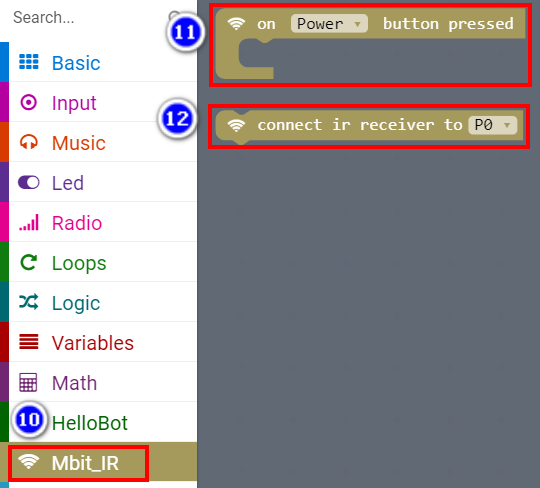 Search...
Basic
Input
Music
Led
Radio
Loops
Logic
Variables
Math
10 HelloBot
Mbit_IR
11 on Power button pressed
12 connect ir receiver to P0